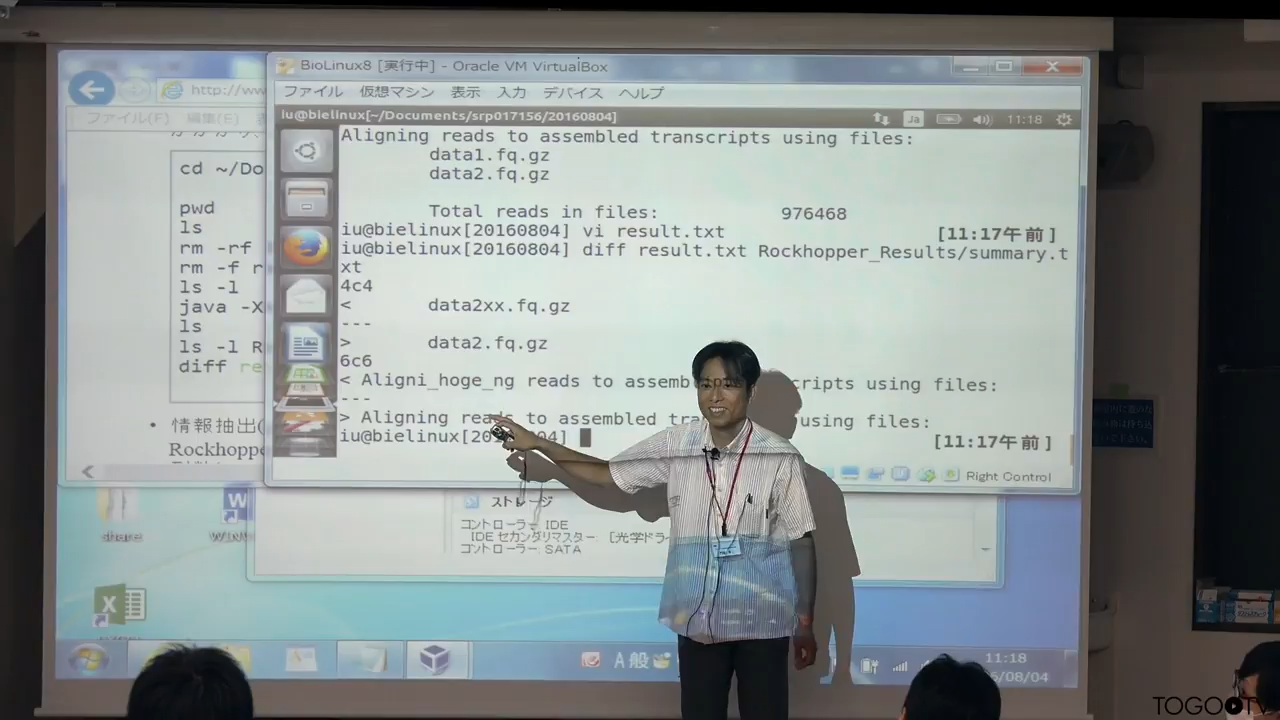 BioLinux8 [実行中] - Oracle VM VirtualBox
ファイル 仮想マシン 表示 入力 デバイス ヘルプ
http://ww
ファイル(F) 編集(E)
iu@bielinux[~/Documents/srp017156/20160804]
Ja 11:18
Aligning reads to assembled transcripts using files:
data1.fq.gz
data2.fq.gz
Total reads in files: 976468
iu@bielinux[20160804] vi result.txt [11:17午前]
iu@bielinux[20160804] diff result.txt Rockhopper_Results/summary.t
xt
4c4
< data2xx.fq.gz
---
> data2.fq.gz
6c6
< Aligni_hoge_ng reads to assemb cripts using files:
---
> Aligning reads to assembled tra using files:
iu@bielinux[20160804] [11:17午前]
Right Control
cd ~/Do
pwd
ls
rm -rf
rm -f r
ls -l
java -X
ls
ls -l R
diff re
• 情報抽出(
Rockhoppe
ストレージ
コントローラー: IDE
IDE セカンダリマスター: [光学ドラ
コントローラー: SATA
share
W
X
A 般
11:18
/08/04
TOGOTV